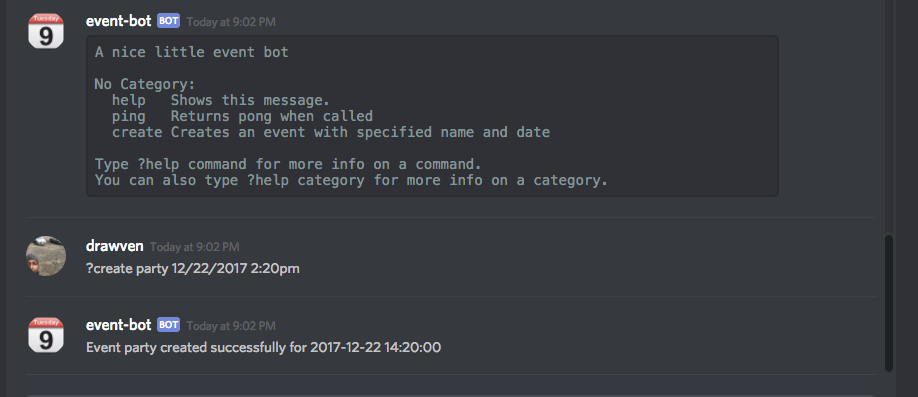 Tuesday
9
event-bot BOT Today at 9:02 PM
A nice little event bot
No Category:
help Shows this message.
ping Returns pong when called
create Creates an event with specified name and date
Type ?help command for more info on a command.
You can also type ?help category for more info on a category.
drawven Today at 9:02 PM
?create party 12/22/2017 2:20pm
Tuesday
9
event-bot BOT Today at 9:02 PM
Event party created successfully for 2017-12-22 14:20:00